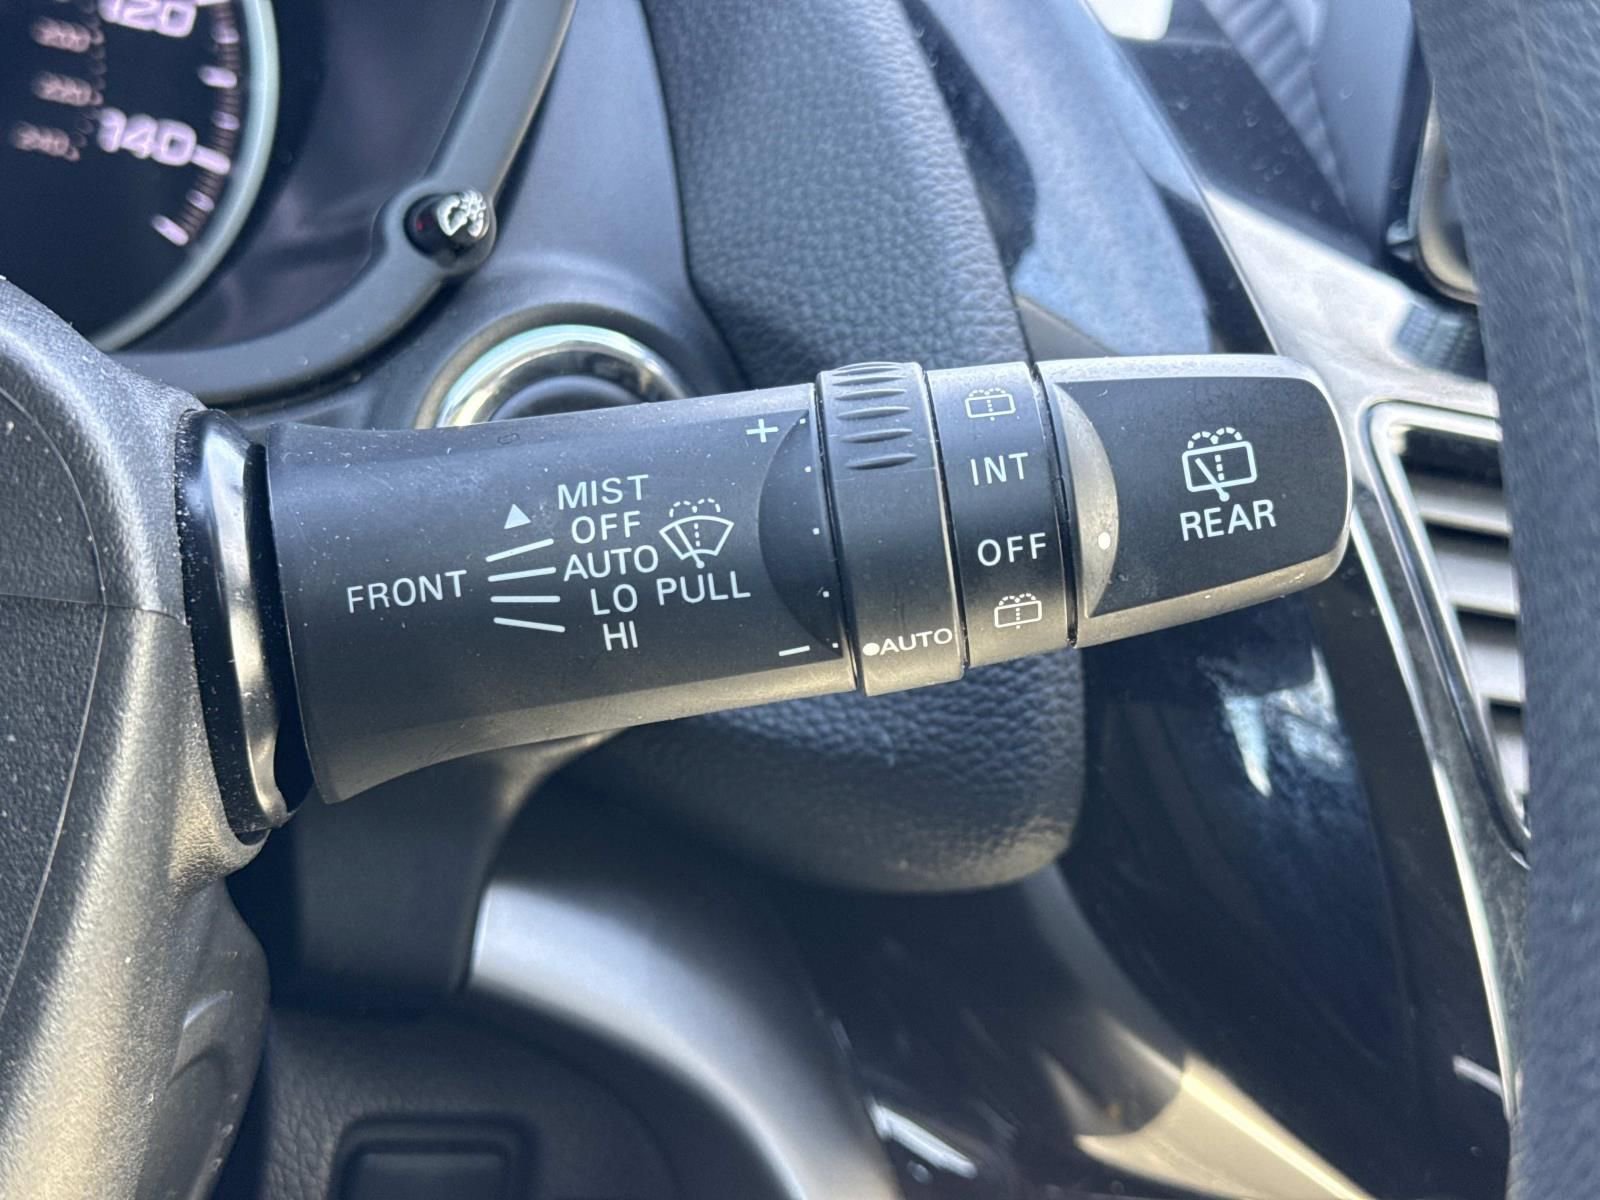 120
200
220
140
240
MIST
OFF
AUTO
LO PULL
HI
FRONT
+
−
●AUTO
INT
OFF
REAR